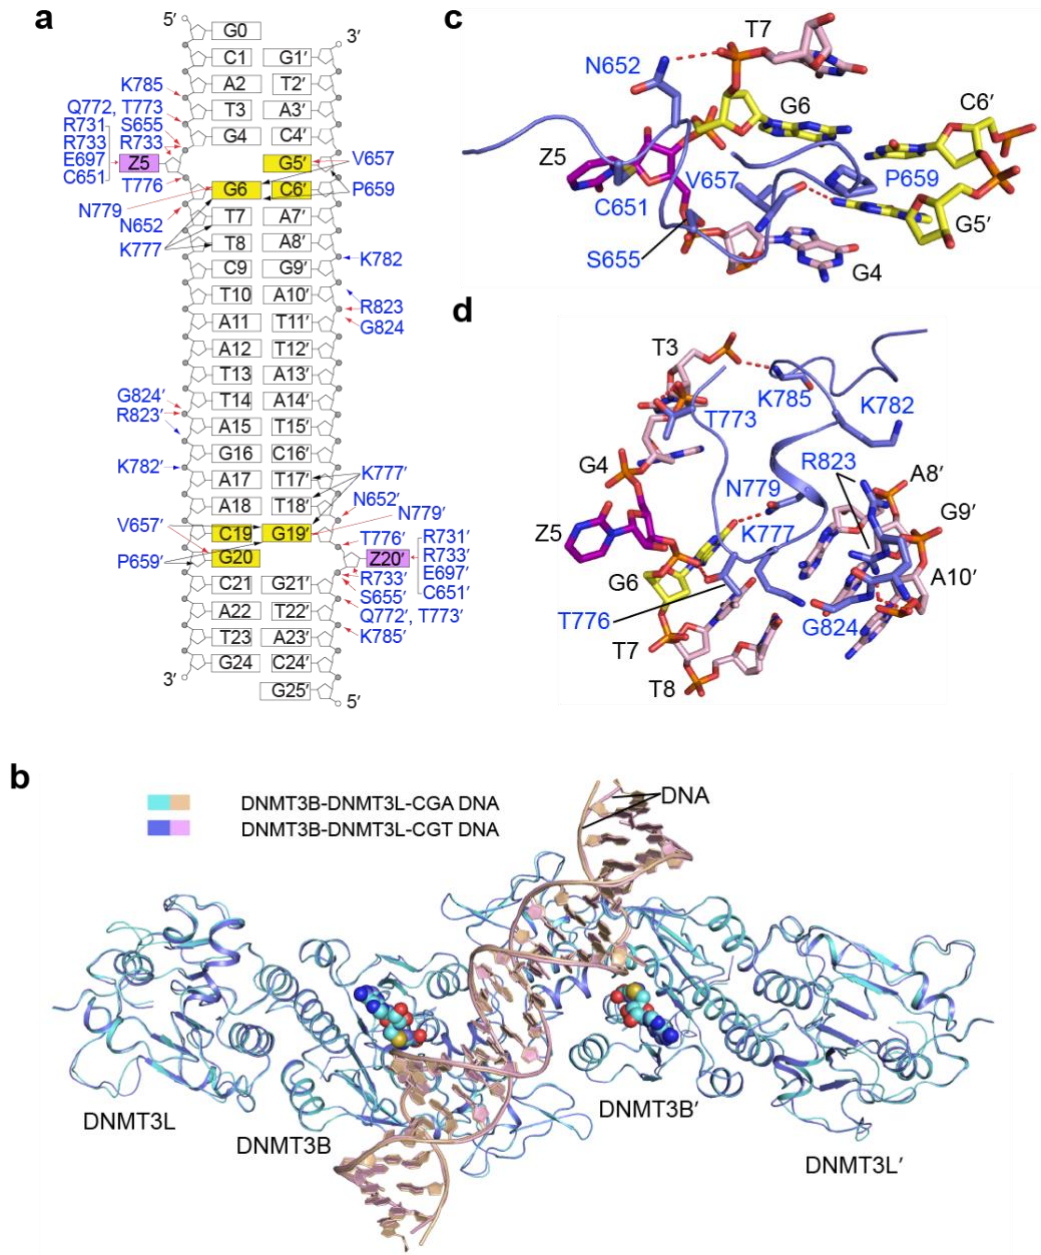 a
5′
3′
G0
C1 G1′
A2 T2′
T3 A3′
G4 C4′
Z5 G5′
G6 C6′
T7 A7′
T8 A8′
C9 G9′
T10 A10′
A11 T11′
A12 T12′
T13 A13′
T14 A14′
A15 T15′
G16 C16′
A17 T17′
A18 T18′
C19 G19′
G20 Z20′
C21 G21′
A22 T22′
T23 A23′
G24 C24′
G25′
3′
5′
K785
Q772, T773
R731 S655
R733 R733
E697
C651
T776
N779
N652
K777
V657
P659
K782
R823
G824
G824′
R823′
K782′
V657′
P659′
K777′
N652′
N779′
T776′ R731′
R733′ R733′
S655′ E697′
C651′
Q772′, T773′
K785′
c
T7
N652
G6
C6′
Z5
V657
P659
C651
G5′
S655
G4
d
T3
K785
K782
T773
G4
R823
A8′
N779
G9′
Z5
K777
G6
A10′
T776
G824
T7
T8
b
DNMT3B-DNMT3L-CGA DNA
DNMT3B-DNMT3L-CGT DNA
DNA
DNMT3L
DNMT3B
DNMT3B′
DNMT3L′